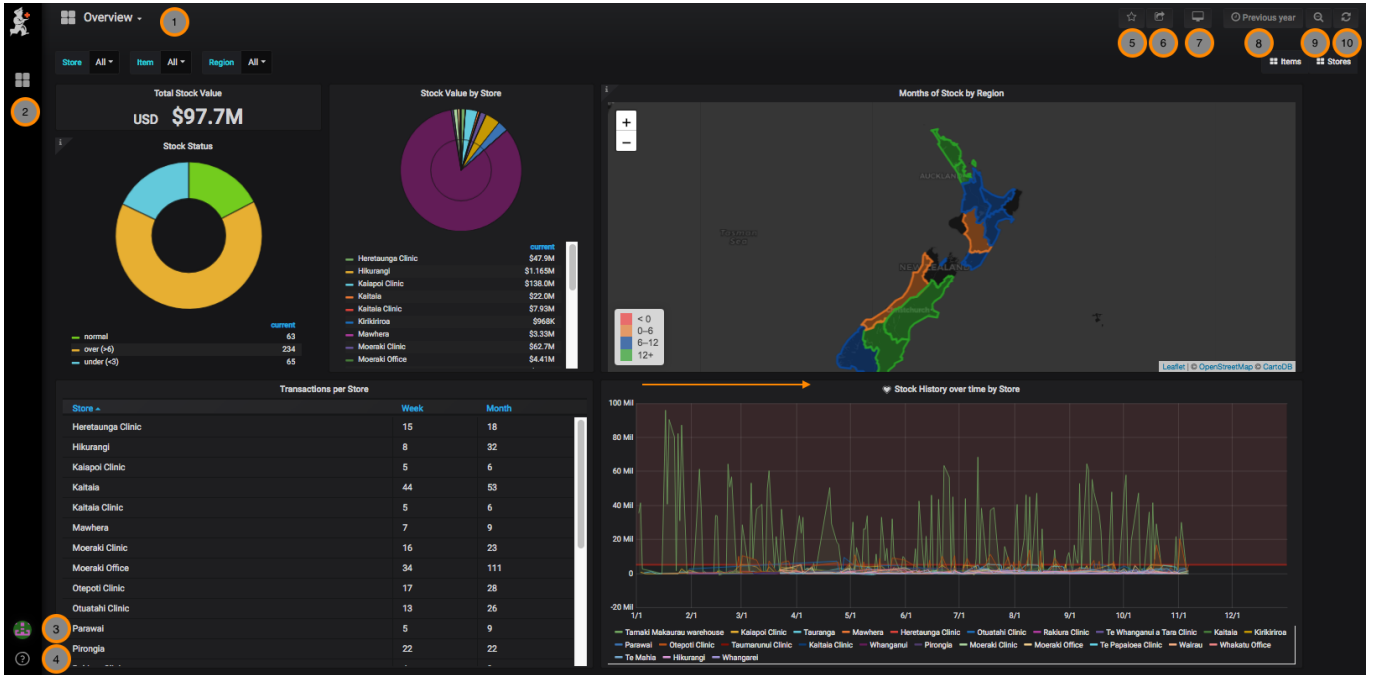 Overview
1
5
6
7
Previous year
8
9
10
Store All Item All Region All
Items Stores
2
Total Stock Value
USD $97.7M
Stock Status
current
normal 63
over (>6) 234
under (<3) 65
Stock Value by Store
current
Heretaunga Clinic $47.9M
Hikurangi $1.165M
Kaiapoi Clinic $138.0M
Kaitaia $22.0M
Kaitaia Clinic $7.93M
Kirikiriroa $968K
Mawhera $3.33M
Moeraki Clinic $62.7M
Moeraki Office $4.41M
i
i
Months of Stock by Region
+
−
AUCKLAN
NEW ZEALAND
< 0
0–6
6–12
12+
Leaflet | © OpenStreetMap © CartoDB
Transactions per Store
Store Week Month
Heretaunga Clinic 15 18
Hikurangi 8 32
Kaiapoi Clinic 5 6
Kaitaia 44 53
Kaitaia Clinic 5 6
Mawhera 7 9
Moeraki Clinic 16 23
Moeraki Office 34 111
Otepoti Clinic 17 28
Otuatahi Clinic 13 26
Parawai 5 9
Pirongia 22 22
3
4
?
Stock History over time by Store
100 Mil
80 Mil
60 Mil
40 Mil
20 Mil
0
-20 Mil
1/1 2/1 3/1 4/1 5/1 6/1 7/1 8/1 9/1 10/1 11/1 12/1
Tamaki Makaurau warehouse Kaiapoi Clinic Tauranga Mawhera Heretaunga Clinic Otuatahi Clinic Rakiura Clinic Te Whanganui a Tara Clinic Kaitaia Kirikiriroa
Parawai Otepoti Clinic Taumarunui Clinic Kaitaia Clinic Whanganui Pirongia Moeraki Clinic Moeraki Office Te Papaioea Clinic Wairau Whakatu Office
Te Mahia Hikurangi Whangarei